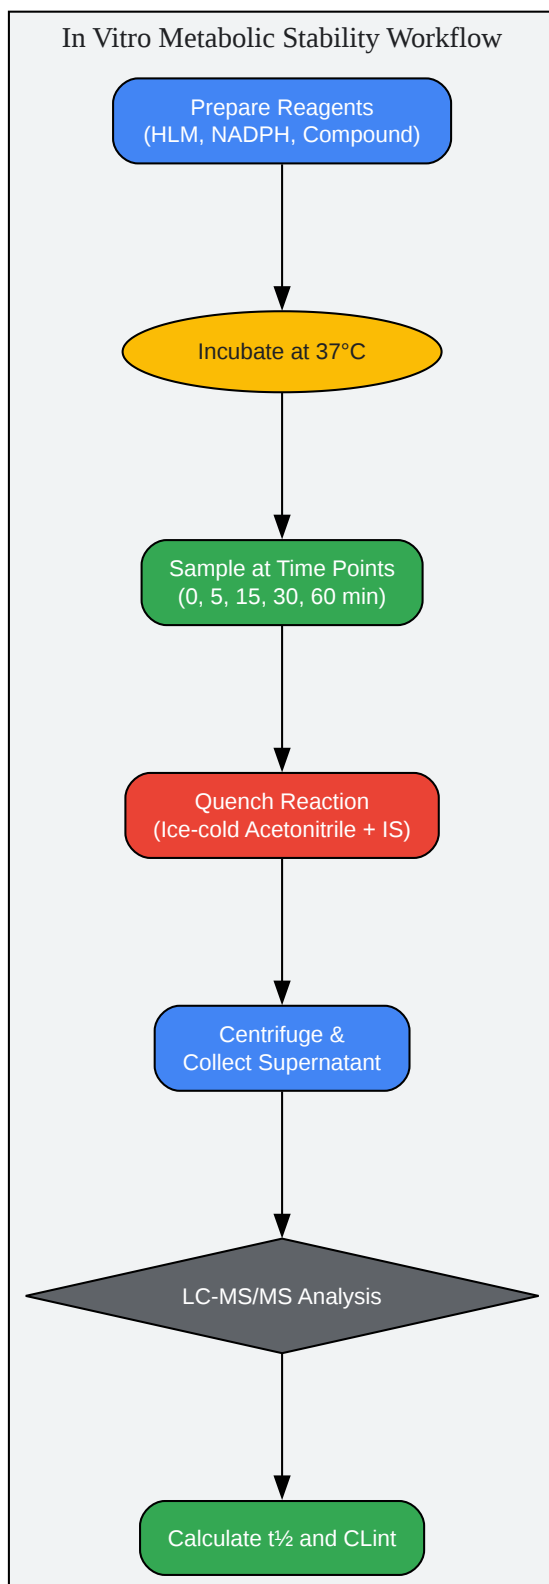 In Vitro Metabolic Stability Workflow
Prepare Reagents
(HLM, NADPH, Compound)
Incubate at 37°C
Sample at Time Points
(0, 5, 15, 30, 60 min)
Quench Reaction
(Ice-cold Acetonitrile + IS)
Centrifuge &
Collect Supernatant
LC-MS/MS Analysis
Calculate t½ and CLint